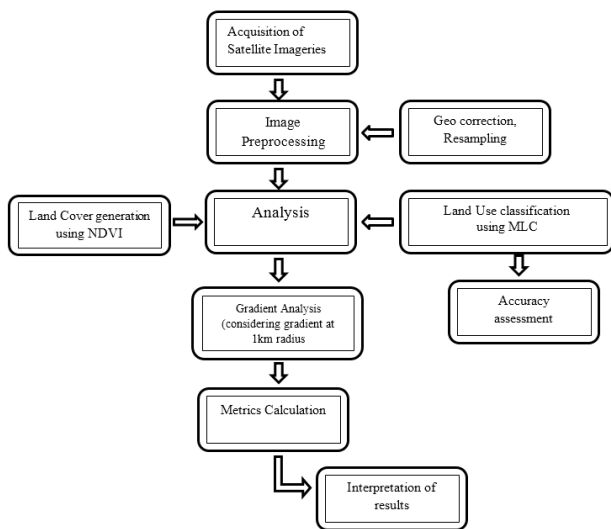 Acquisition of
Satellite Imageries
Image
Preprocessing
Geo correction,
Resampling
Land Cover generation
using NDVI
Analysis
Land Use classification
using MLC
Gradient Analysis
(considering gradient at
1km radius
Accuracy
assessment
Metrics Calculation
Interpretation of
results